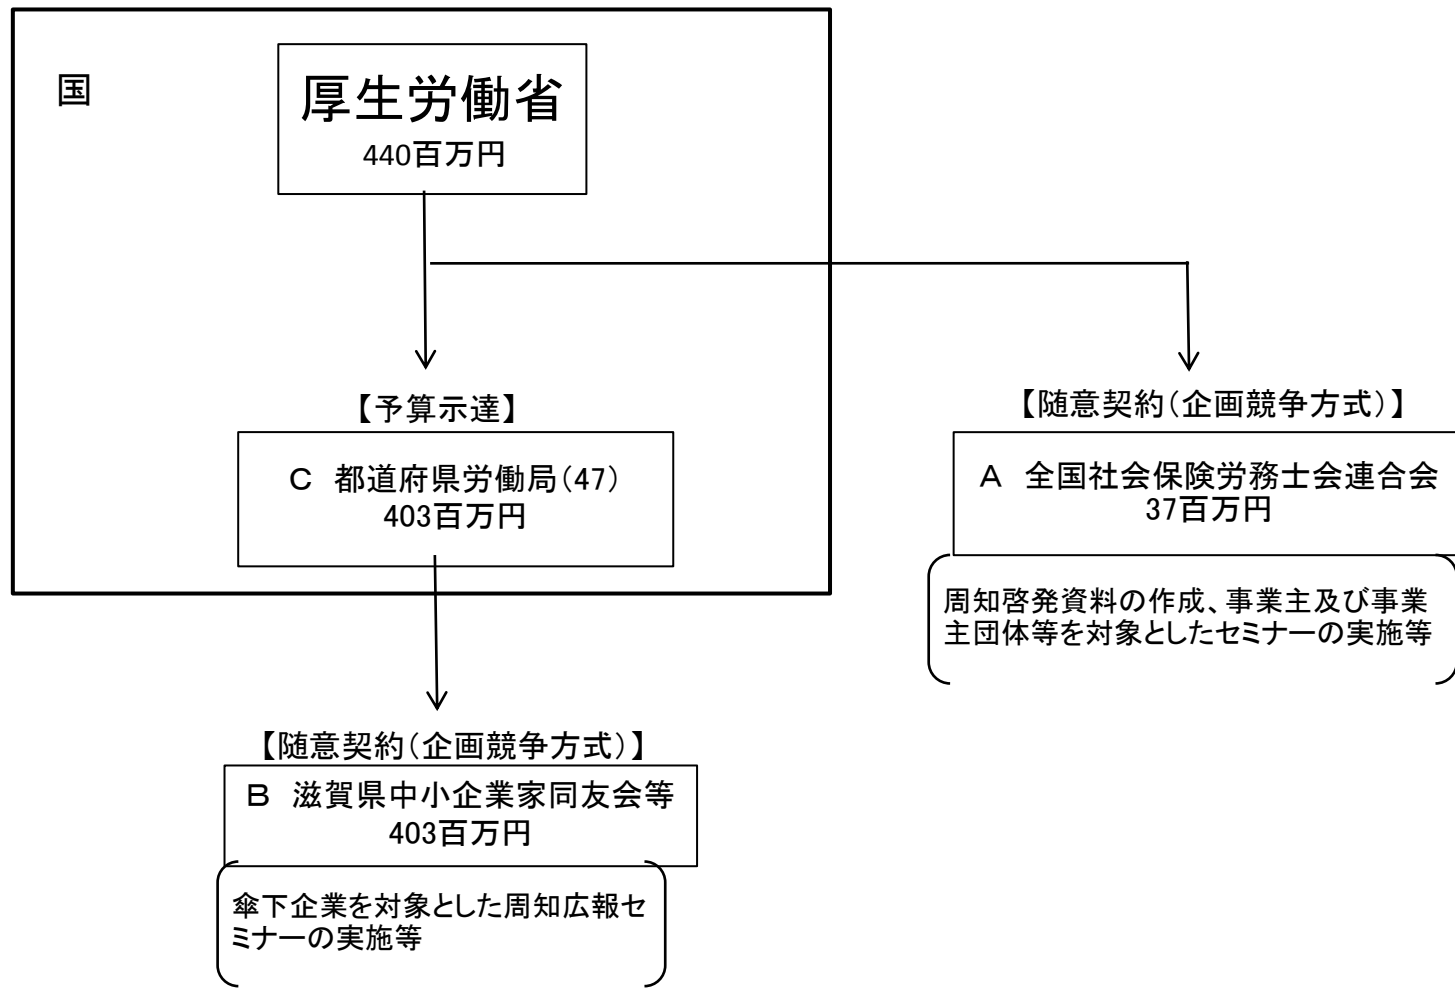 国
厚生労働省
440百万円
【予算示達】
C 都道府県労働局(47)
403百万円
【随意契約(企画競争方式)】
A 全国社会保険労務士会連合会
37百万円
周知啓発資料の作成、事業主及び事業
主団体等を対象としたセミナーの実施等
【随意契約(企画競争方式)】
B 滋賀県中小企業家同友会等
403百万円
傘下企業を対象とした周知広報セ
ミナーの実施等